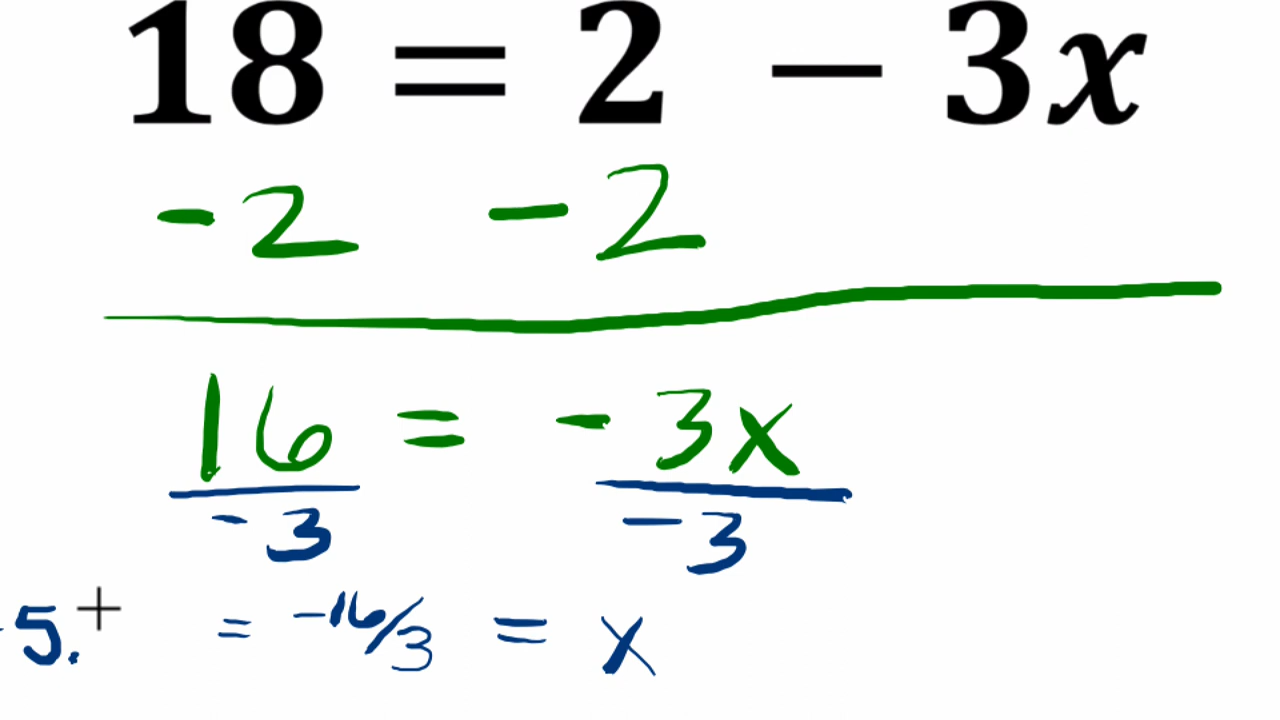 18 = 2 − 3x
-2 -2
16 = -3x
-3 -3
-5. = -16/3 = x